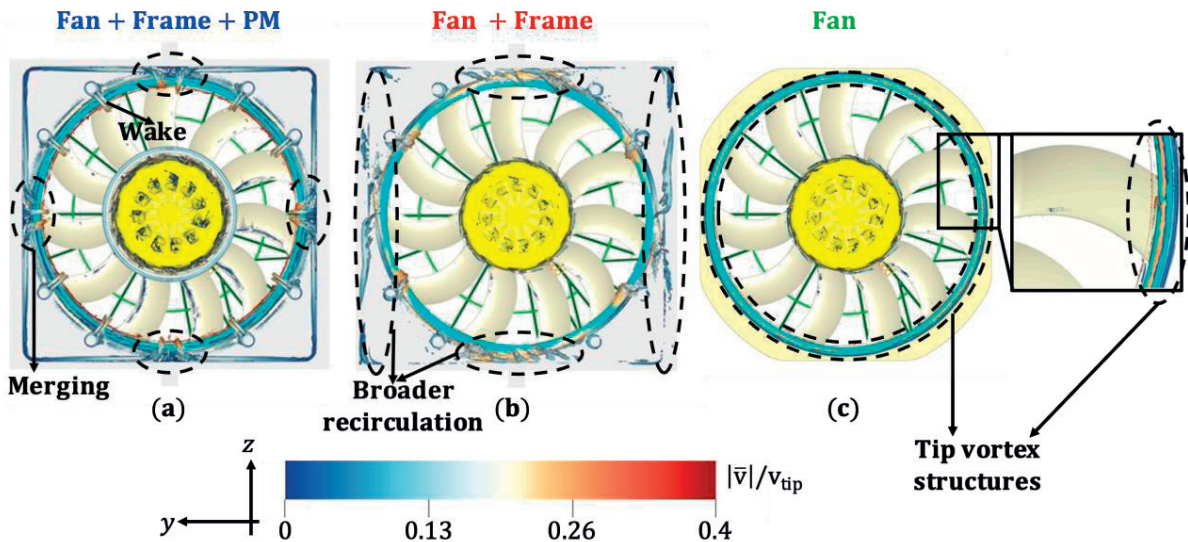 Fan + Frame + PM
Fan + Frame
Fan
Wake
Merging
Broader
recirculation
Tip vortex
structures
(a)
(b)
(c)
z
y
|v̄|/vtip
0
0.13
0.26
0.4